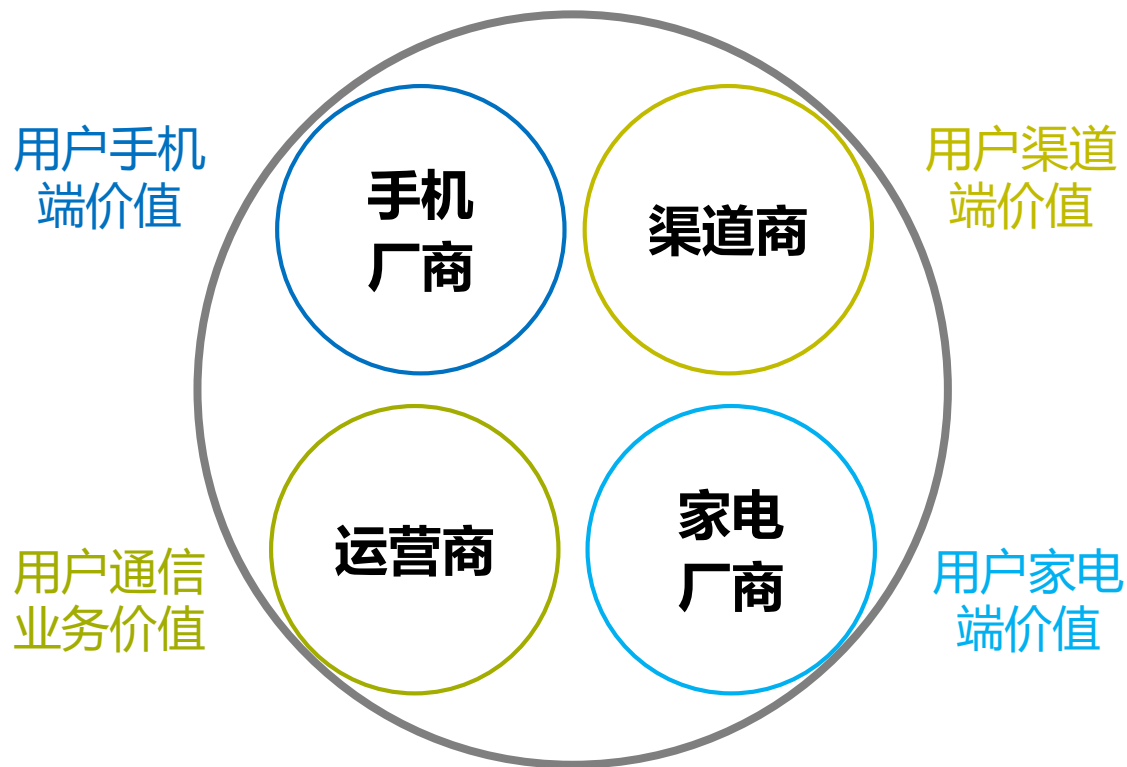 用户手机
端价值
手机
厂商
渠道商
用户渠道
端价值
用户通信
业务价值
运营商
家电
厂商
用户家电
端价值